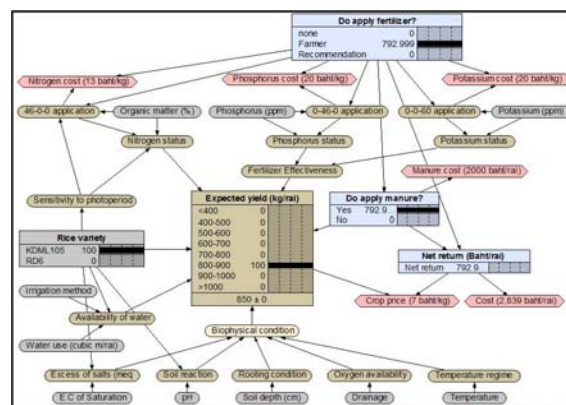 Do apply fertilizer?
none 0
Farmer 792.999
Recommendation 0
Nitrogen cost (13 baht/kg)
Phosphorus cost (20 baht/kg)
Potassium cost (20 baht/kg)
46-0-0 application
Organic matter (%)
Phosphorus (ppm)
0-46-0 application
0-0-60 application
Potassium (ppm)
Nitrogen status
Phosphorus status
Potassium status
Fertilizer Effectiveness
Manure cost (2000 baht/rai)
Sensitivity to photoperiod
Expected yield (kg/rai)
<400 0
400-500 0
500-600 0
600-700 0
700-800 0
800-900 100
900-1000 0
>1000 0
850 ± 0
Do apply manure?
Yes 792.9...
No 0
Rice variety
KDML105 100
RD6 0
Net return (Baht/rai)
Net return 792.9...
Irrigation method
Availability of water
Crop price (7 baht/kg)
Cost (2,839 baht/rai)
Water use (cubic m/rai)
Biophysical condition
Excess of salts (meq
Soil reaction
Rooting condition
Oxygen availability
Temperature regime
E.C of Saturation
pH
Soil depth (cm)
Drainage
Temperature